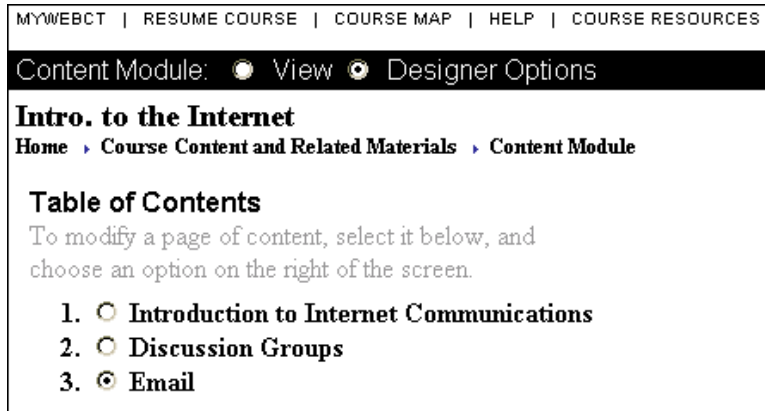 MYWEBCT | RESUME COURSE | COURSE MAP | HELP | COURSE RESOURCES
Content Module: View Designer Options
Intro. to the Internet
Home › Course Content and Related Materials › Content Module
Table of Contents
To modify a page of content, select it below, and
choose an option on the right of the screen.
1. Introduction to Internet Communications
2. Discussion Groups
3. Email